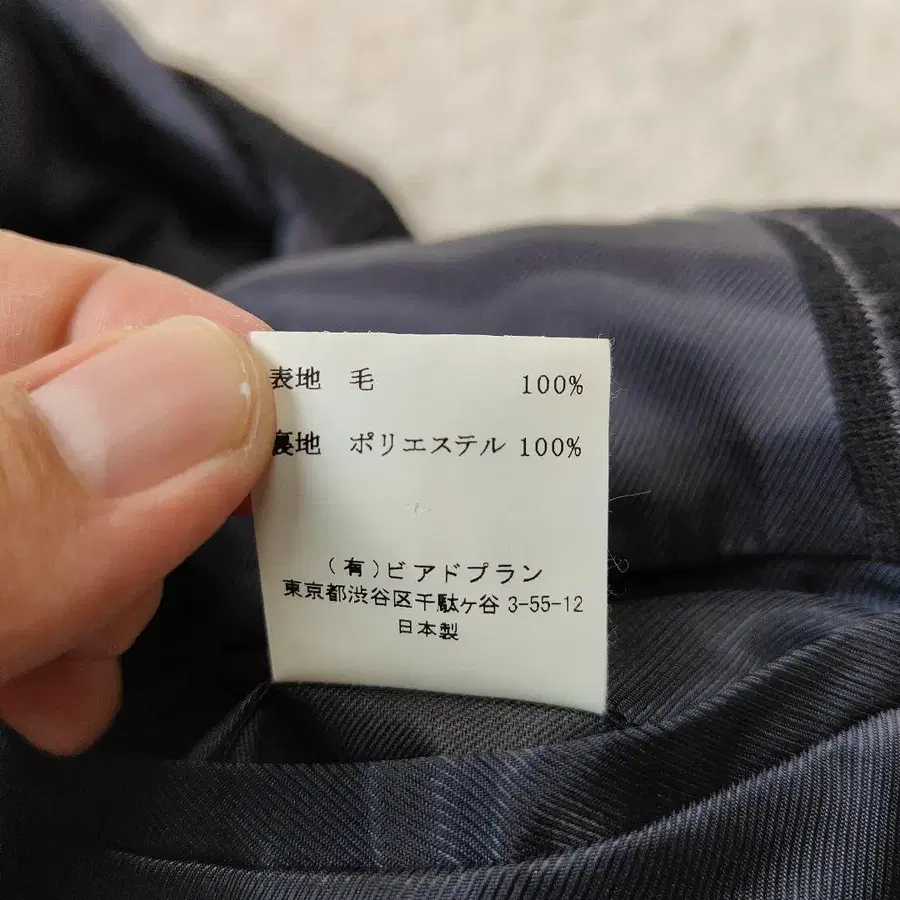 表地 毛 100%
裏地 ポリエステル 100%
(有)ビアドプラン
東京都渋谷区千駄ケ谷 3-55-12
日本製